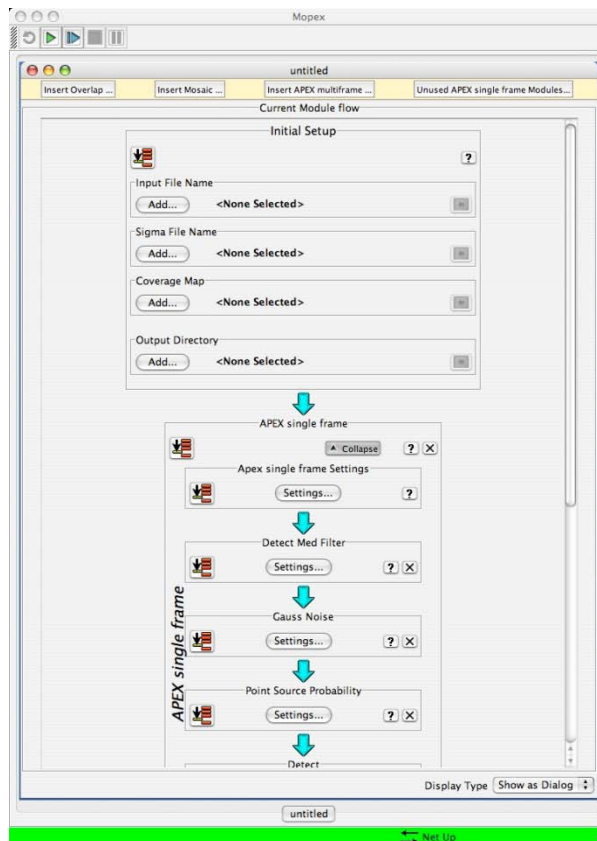 Mopex
untitled
Insert Overlap ...
Insert Mosaic ...
Insert APEX multiframe ...
Unused APEX single frame Modules...
Current Module flow
Initial Setup
?
Input File Name
Add...
<None Selected>
Sigma File Name
Add...
<None Selected>
Coverage Map
Add...
<None Selected>
Output Directory
Add...
<None Selected>
APEX single frame
Collapse
?
X
Apex single frame Settings
Settings...
?
Detect Med Filter
Settings...
?
X
Gauss Noise
Settings...
?
X
Point Source Probability
Settings...
?
X
Detect
APEX single frame
Display Type
Show as Dialog
untitled
Net Up